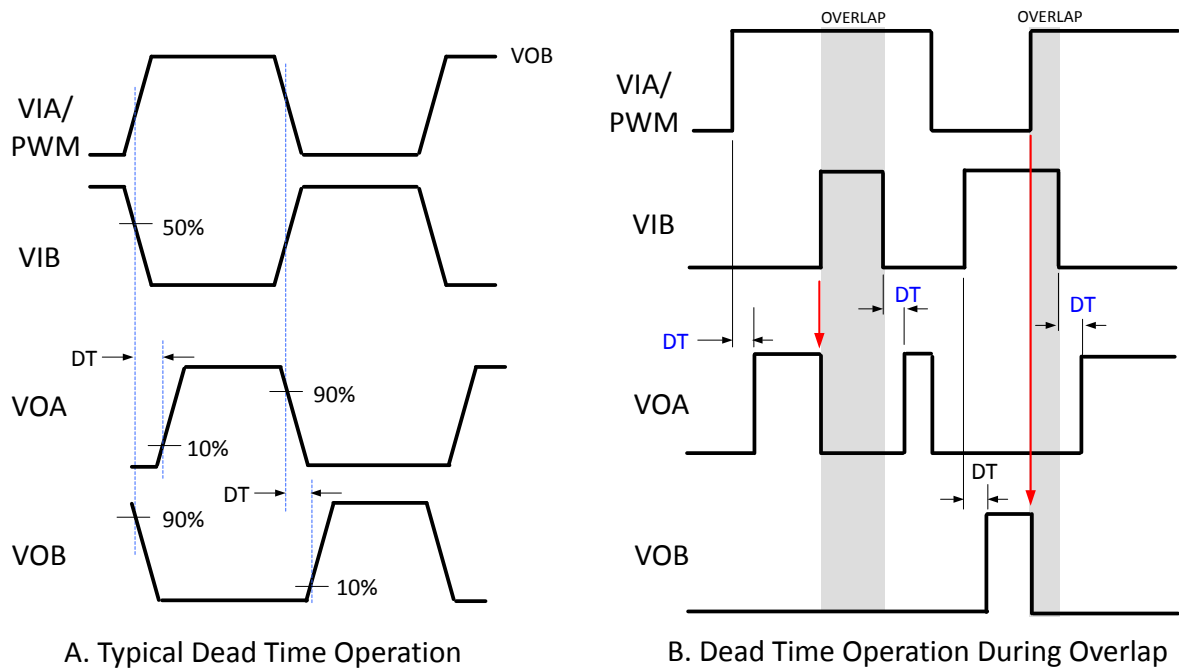 VOB
VIA/
PWM
50%
VIB
DT
90%
VOA
10%
DT
90%
VOB
10%
A. Typical Dead Time Operation
OVERLAP
OVERLAP
VIA/
PWM
VIB
DT
DT
DT
VOA
DT
VOB
B. Dead Time Operation During Overlap